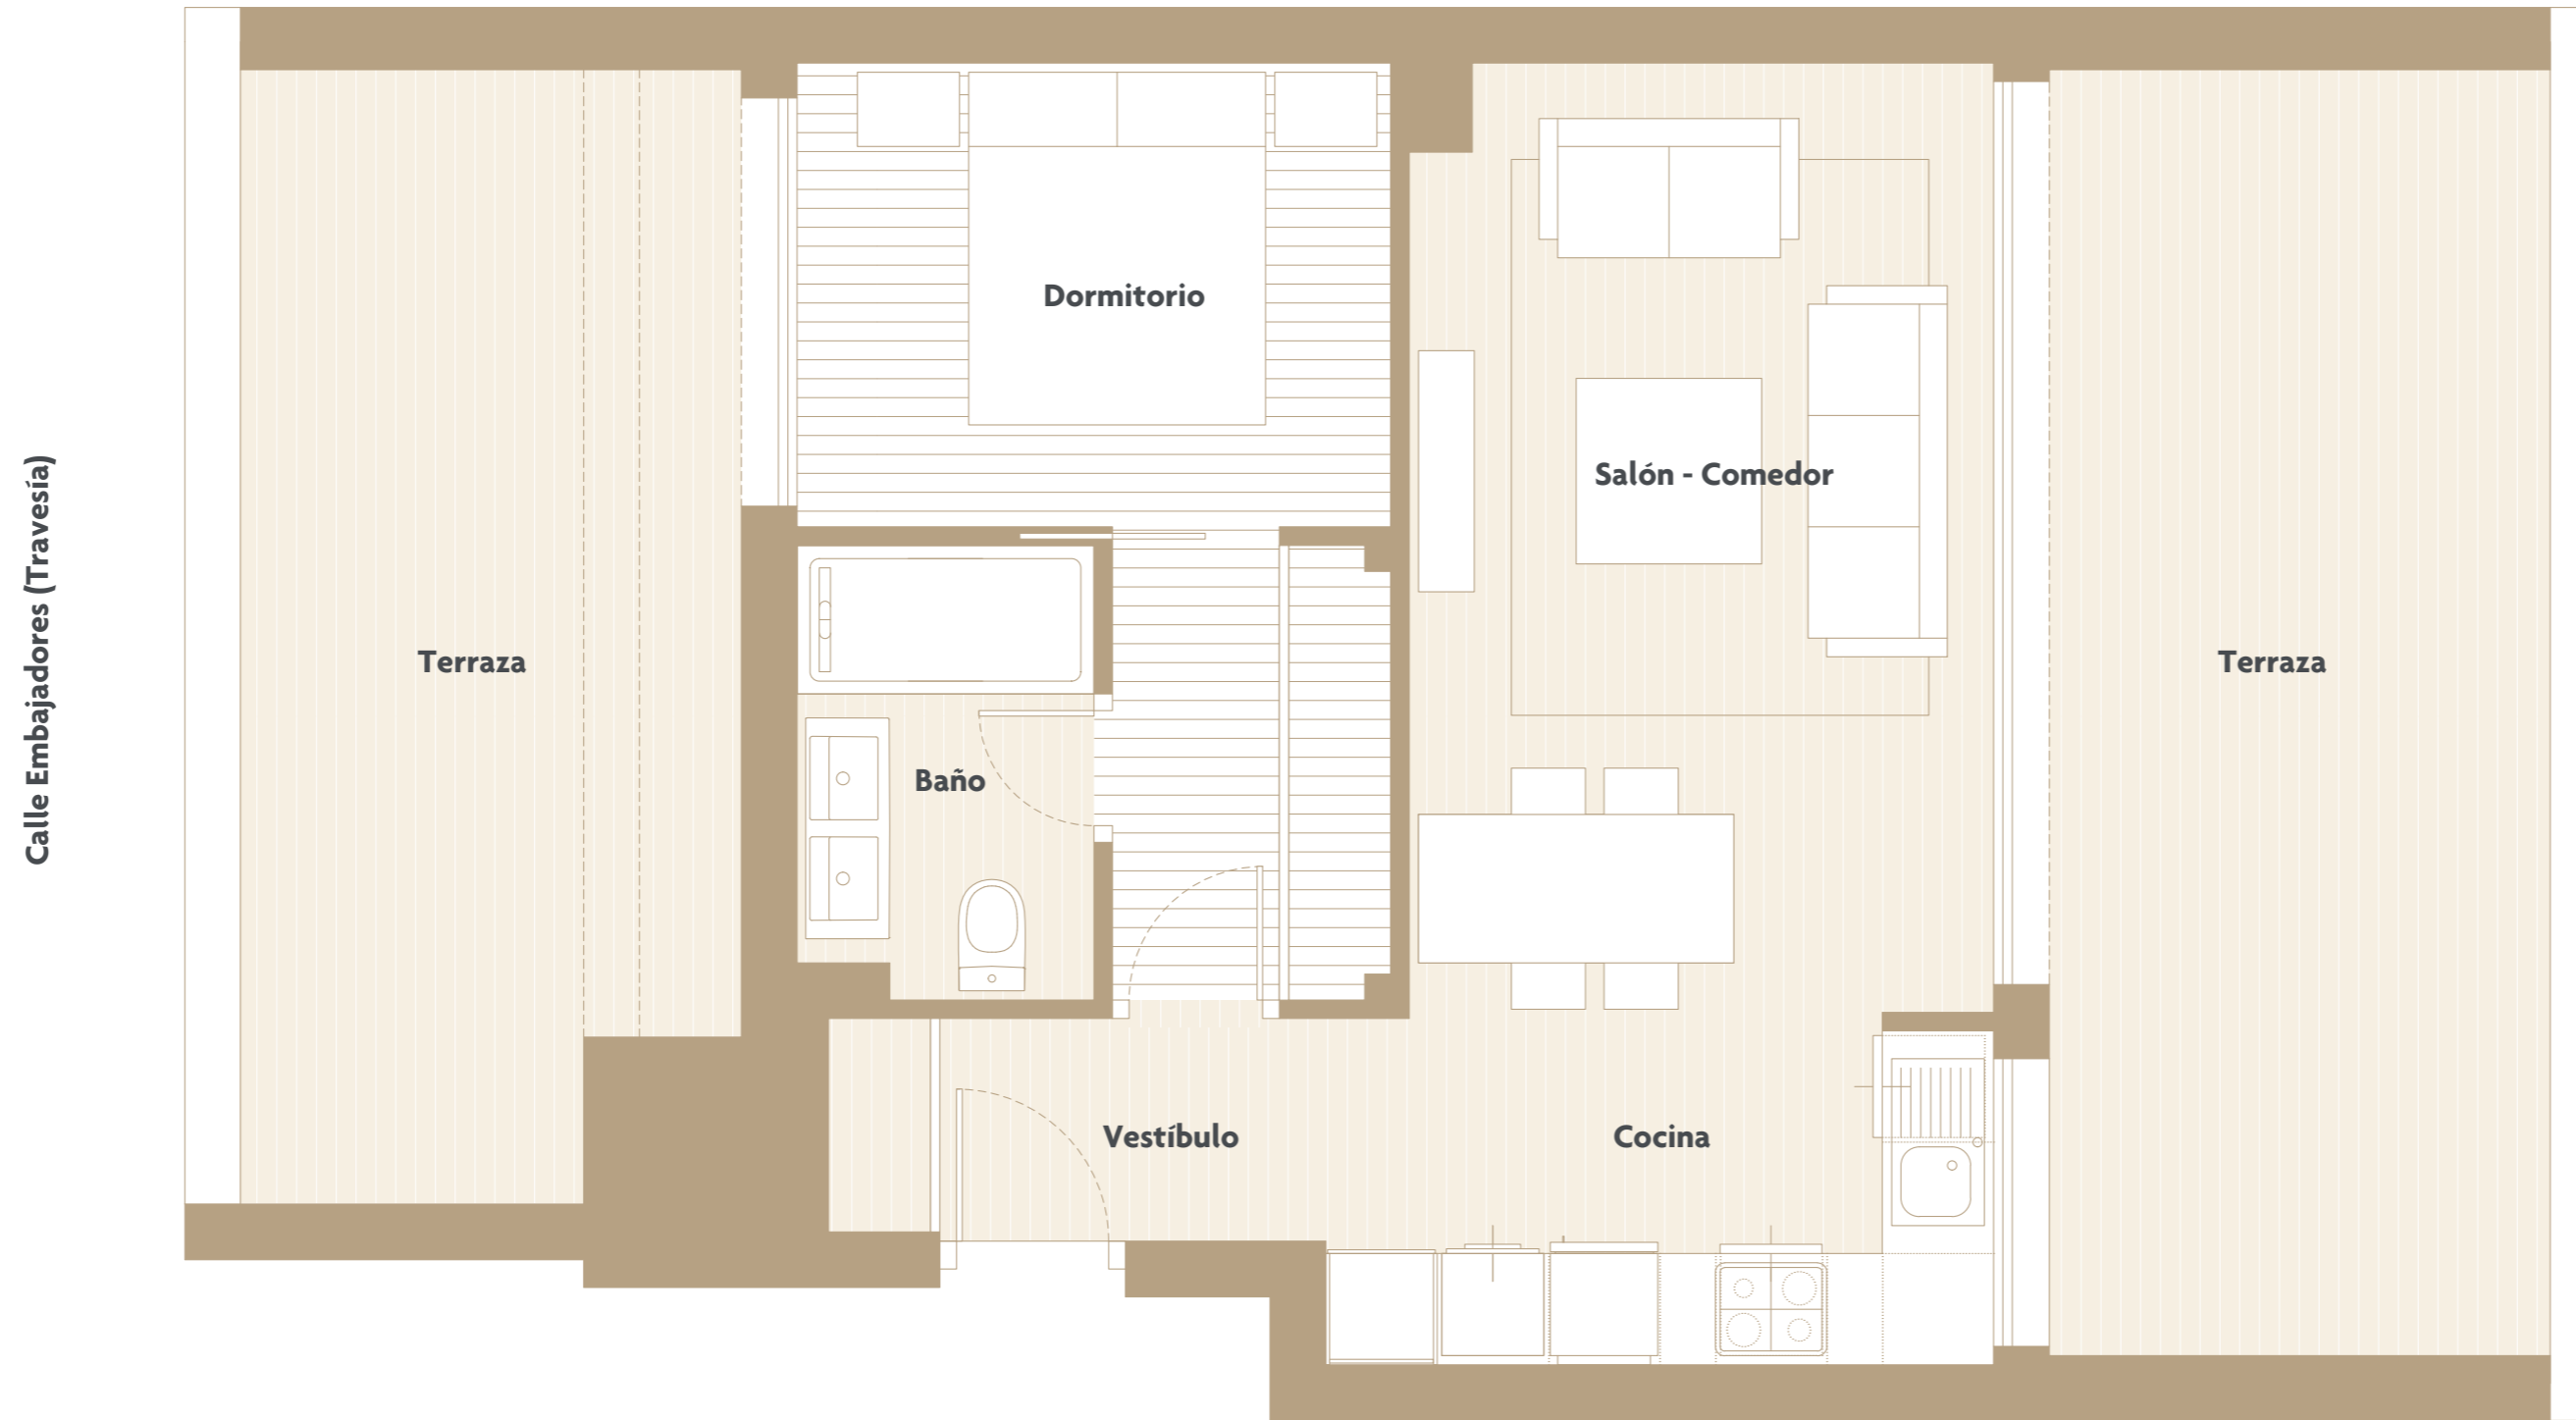 Calle Embajadores (Travesía)
Dormitorio
Salón - Comedor
Terraza
Terraza
Baño
Vestíbulo
Cocina